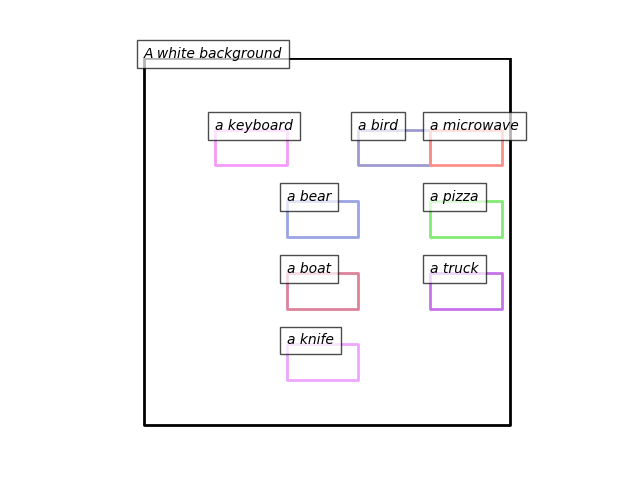 A white background
a keyboard
a bird
a microwave
a bear
a pizza
a boat
a truck
a knife